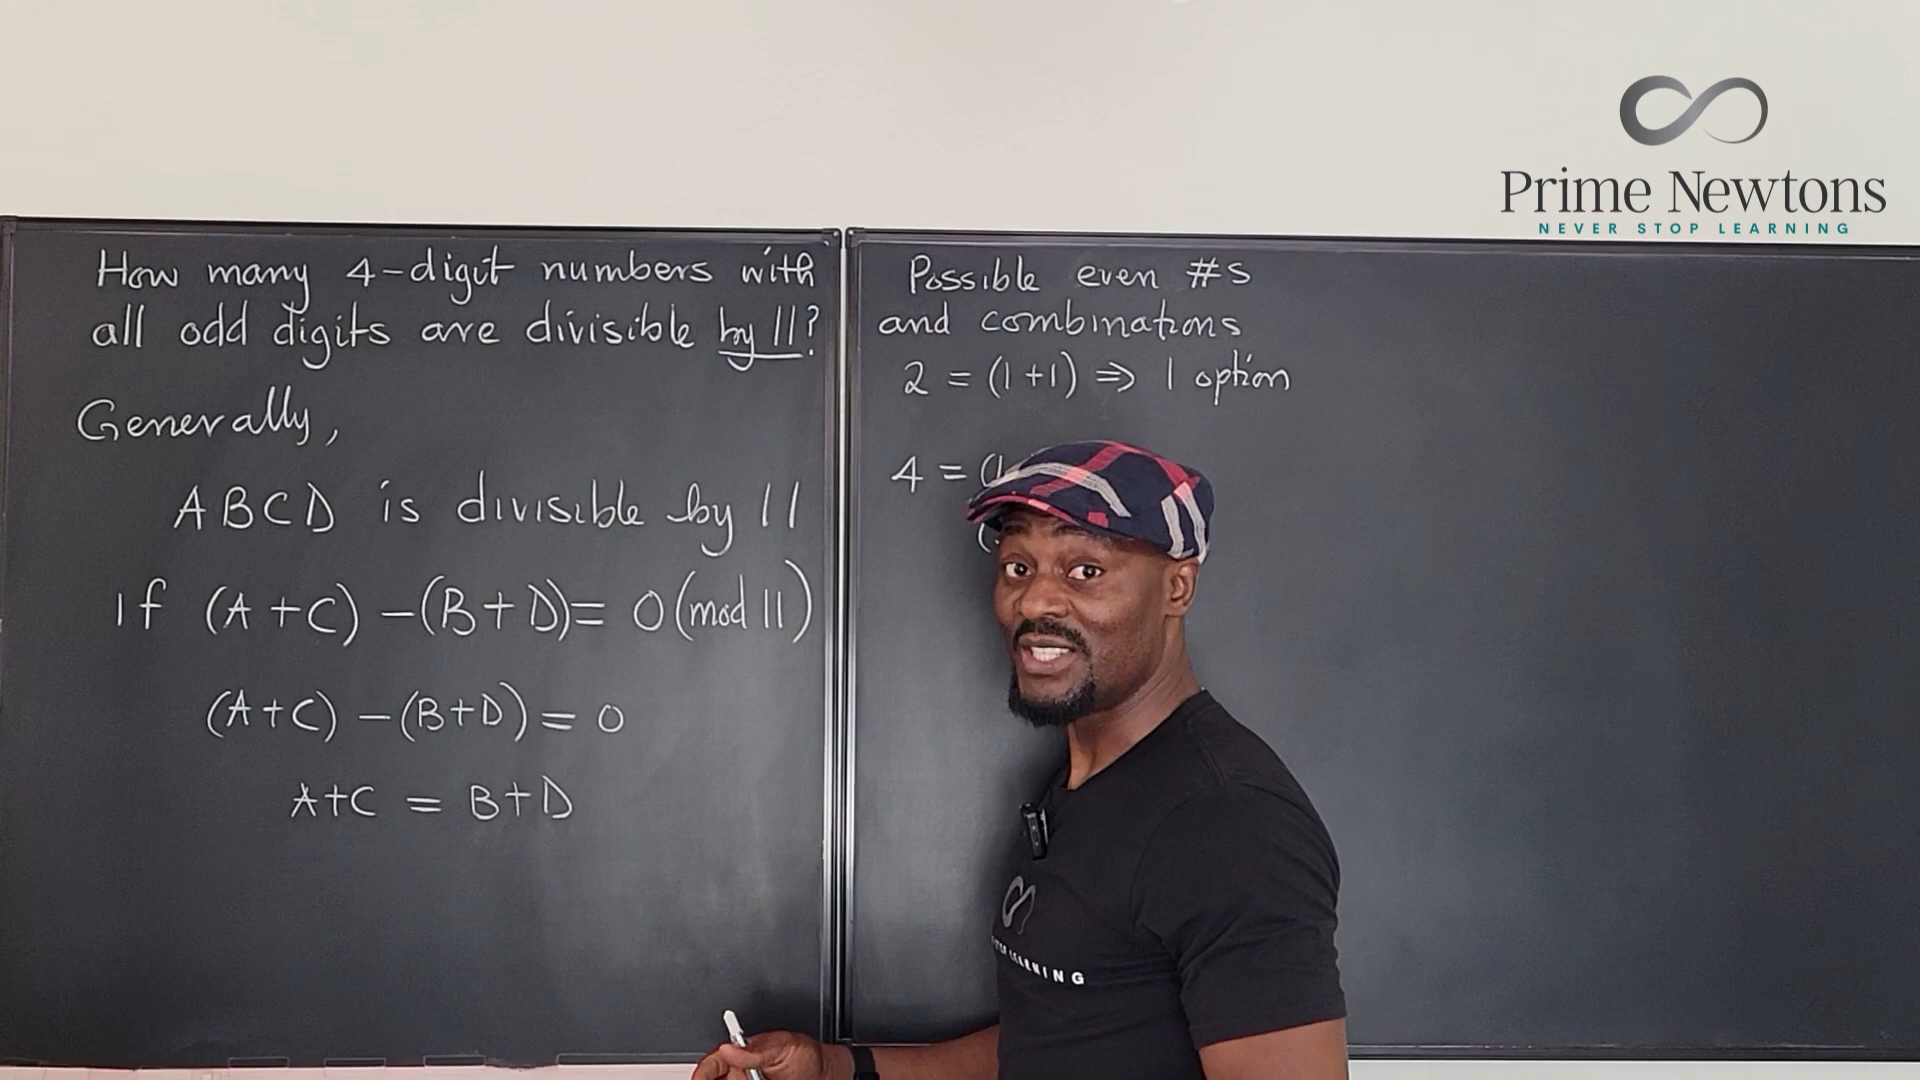 Prime Newtons
NEVER STOP LEARNING
How many 4-digit numbers with
all odd digits are divisible by 11?
Generally,
ABCD is divisible by 11
If (A+C) - (B+D) = 0 (mod 11)
(A+C) - (B+D) = 0
A+C = B+D
Possible even #s
and combinations
2 = (1+1) ⇒ 1 option
4 = (1
(
LEARNING